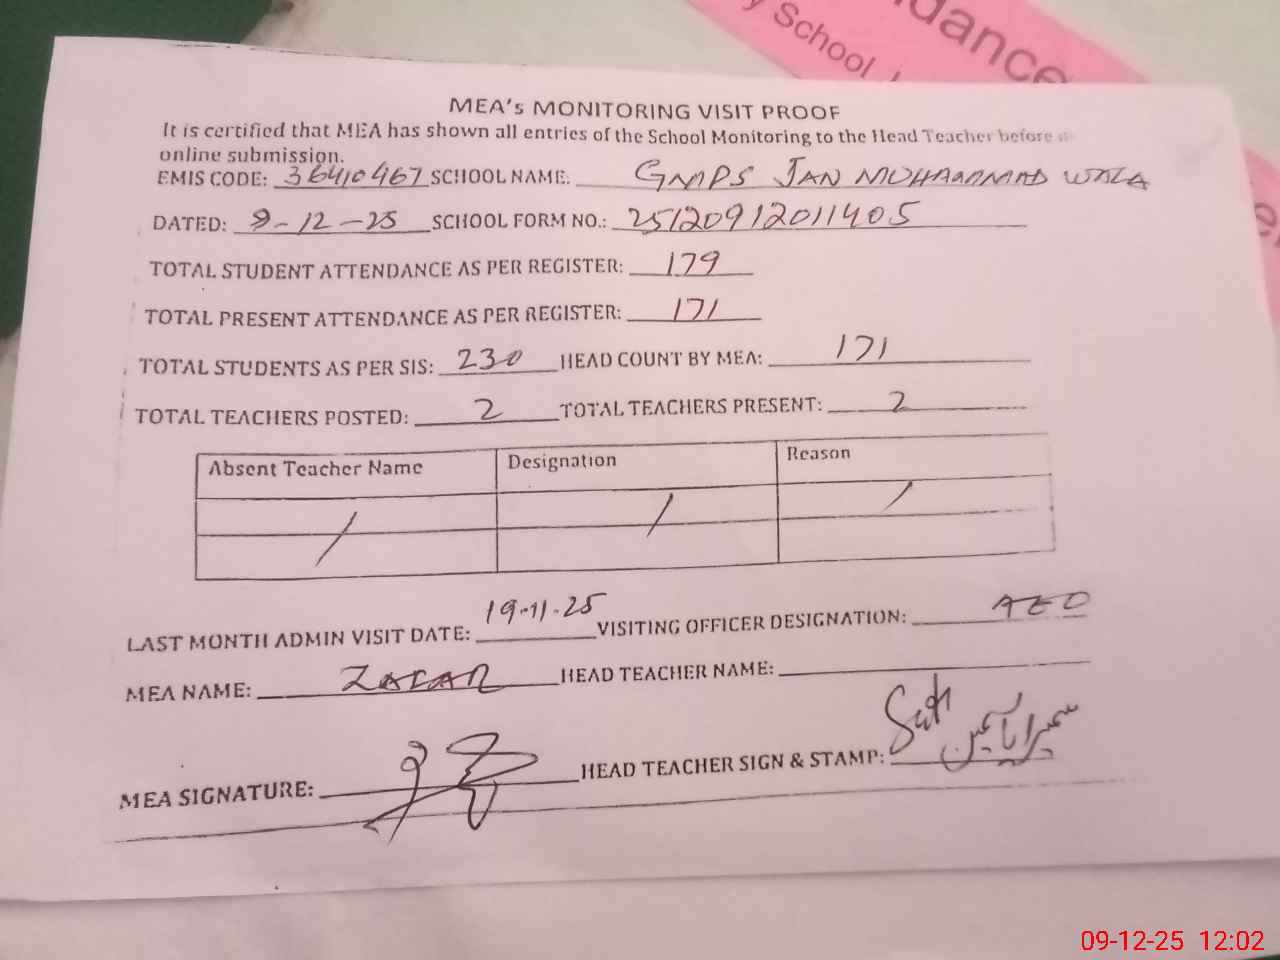 dance
y School
MEA's MONITORING VISIT PROOF
It is certified that MEA has shown all entries of the School Monitoring to the Head Teacher before
online submission.
EMIS CODE: 36410467 SCHOOL NAME: GMPS JAN MUHAMMAD WALA
DATED: 9-12-25 SCHOOL FORM NO.: 25120912011405
TOTAL STUDENT ATTENDANCE AS PER REGISTER: 179
TOTAL PRESENT ATTENDANCE AS PER REGISTER: 171
TOTAL STUDENTS AS PER SIS: 230 HEAD COUNT BY MEA: 171
TOTAL TEACHERS POSTED: 2 TOTAL TEACHERS PRESENT: 2
Absent Teacher Name Designation Reason
/ / /
LAST MONTH ADMIN VISIT DATE: 19-11-25 VISITING OFFICER DESIGNATION: AEO
MEA NAME: ZAFAR HEAD TEACHER NAME:
MEA SIGNATURE: HEAD TEACHER SIGN & STAMP: سمیرا یاسمین
09-12-25 12:02